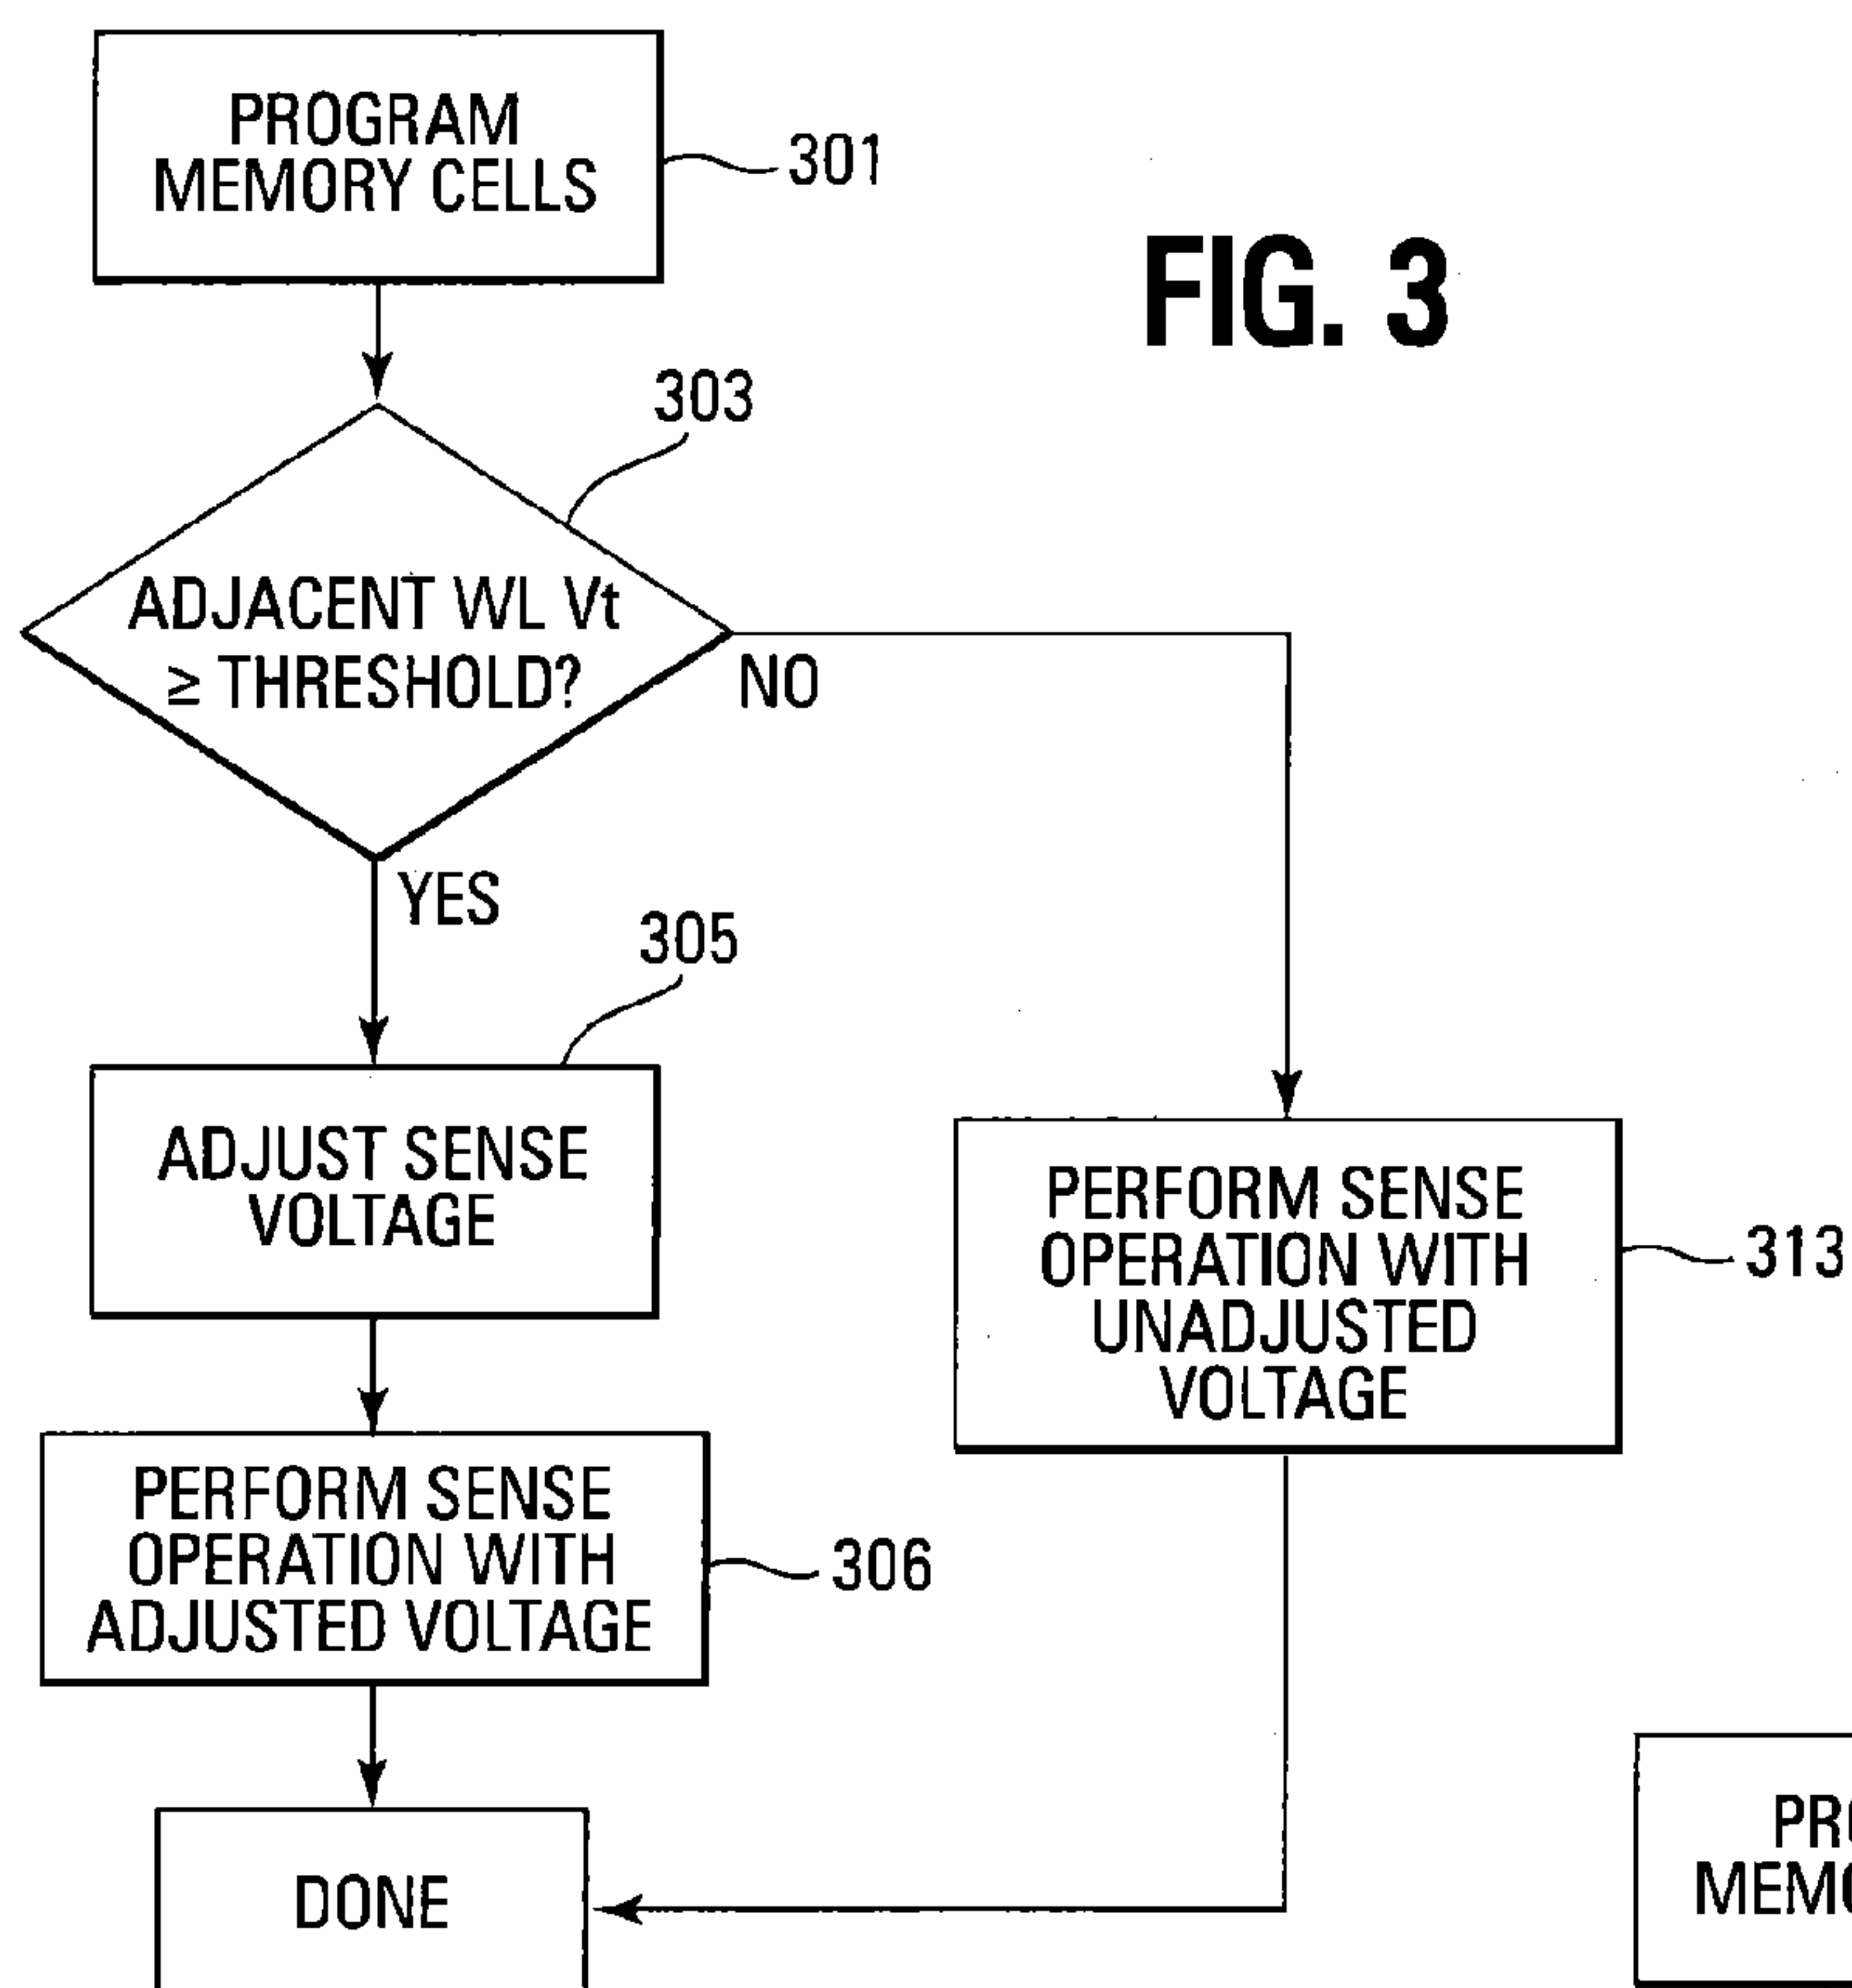 PROGRAM
MEMORY CELLS
301
FIG. 3
303
ADJACENT WL Vt
≥ THRESHOLD?
NO
YES
305
ADJUST SENSE
VOLTAGE
PERFORM SENSE
OPERATION WITH
UNADJUSTED
VOLTAGE
313
PERFORM SENSE
OPERATION WITH
ADJUSTED VOLTAGE
306
DONE